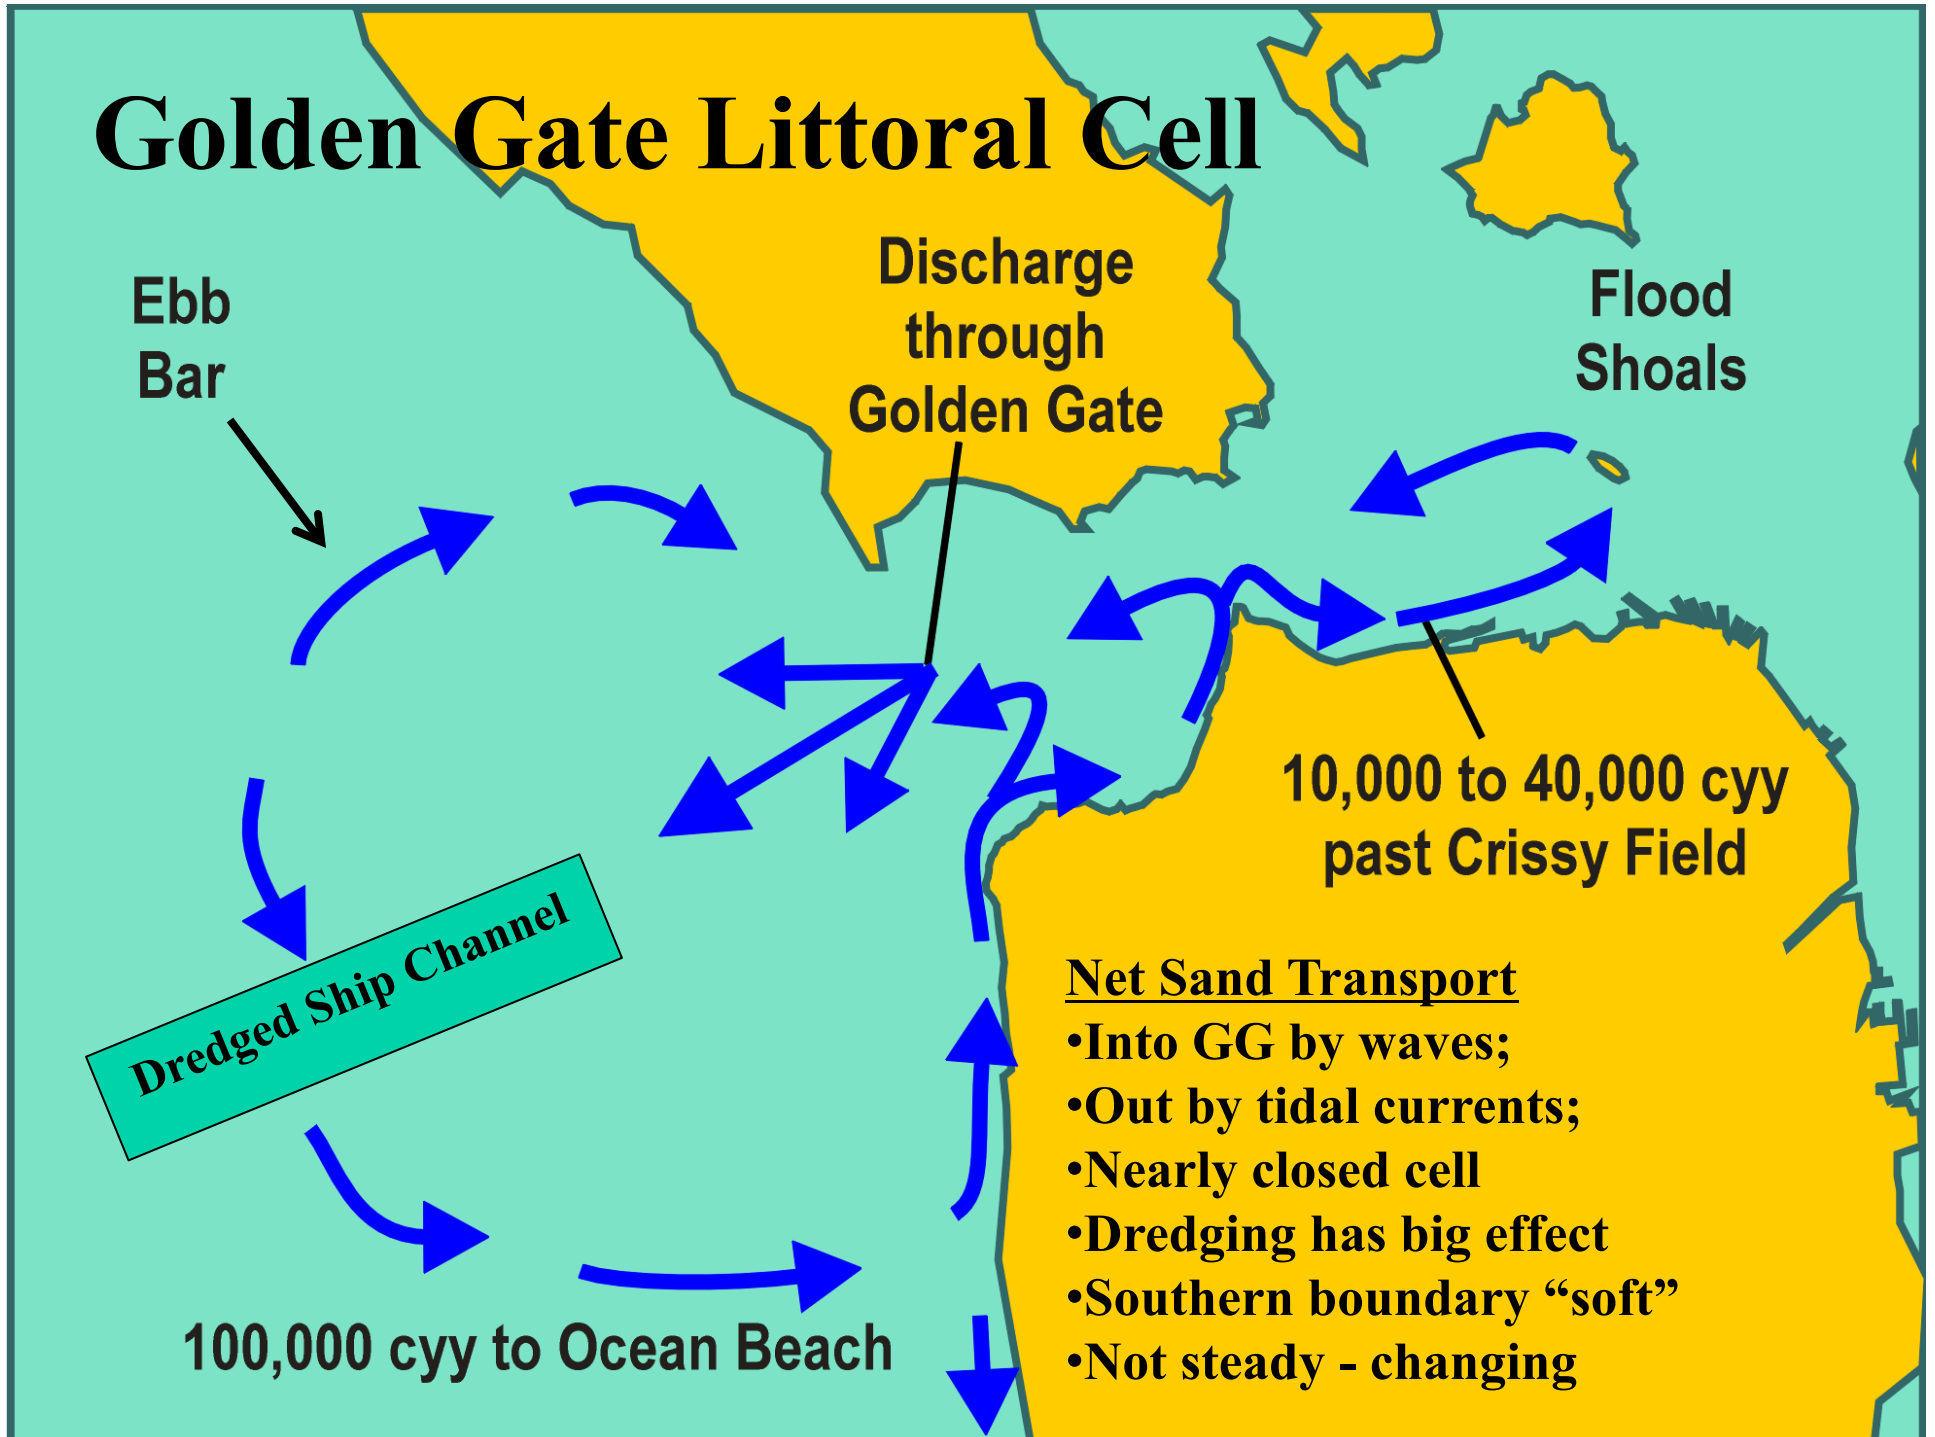 Golden Gate Littoral Cell
Ebb
Bar
Discharge
through
Golden Gate
Flood
Shoals
10,000 to 40,000 cyy
past Crissy Field
Dredged Ship Channel
Net Sand Transport
•Into GG by waves;
•Out by tidal currents;
•Nearly closed cell
•Dredging has big effect
•Southern boundary “soft”
•Not steady - changing
100,000 cyy to Ocean Beach